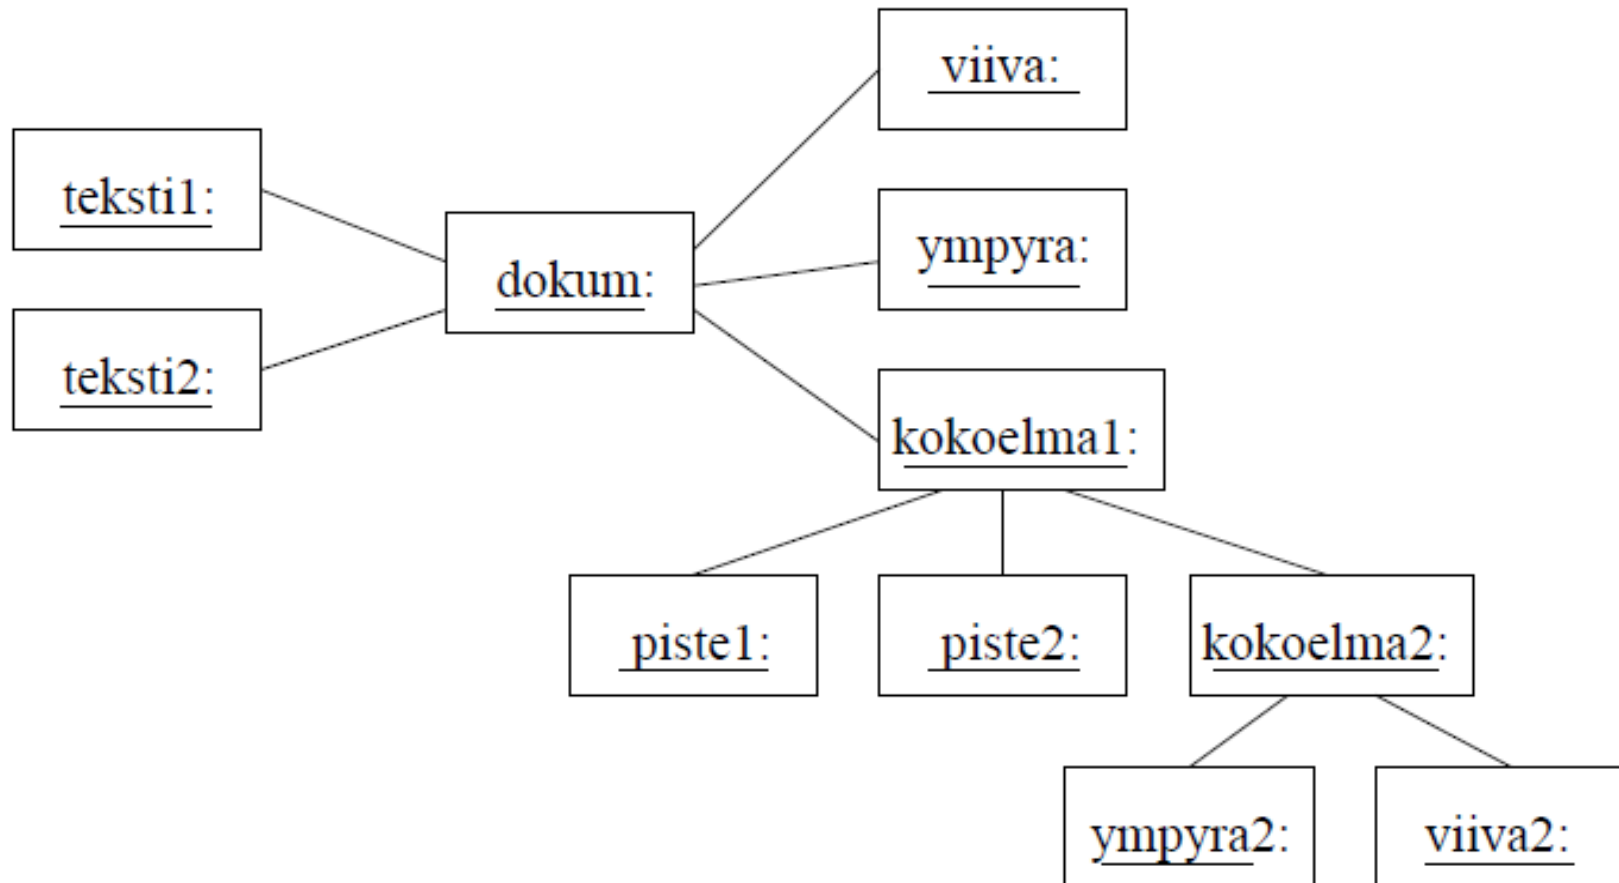 viiva:
teksti1:
ympyra:
dokum:
teksti2:
kokoelma1:
piste1:
piste2:
kokoelma2:
ympyra2:
viiva2: